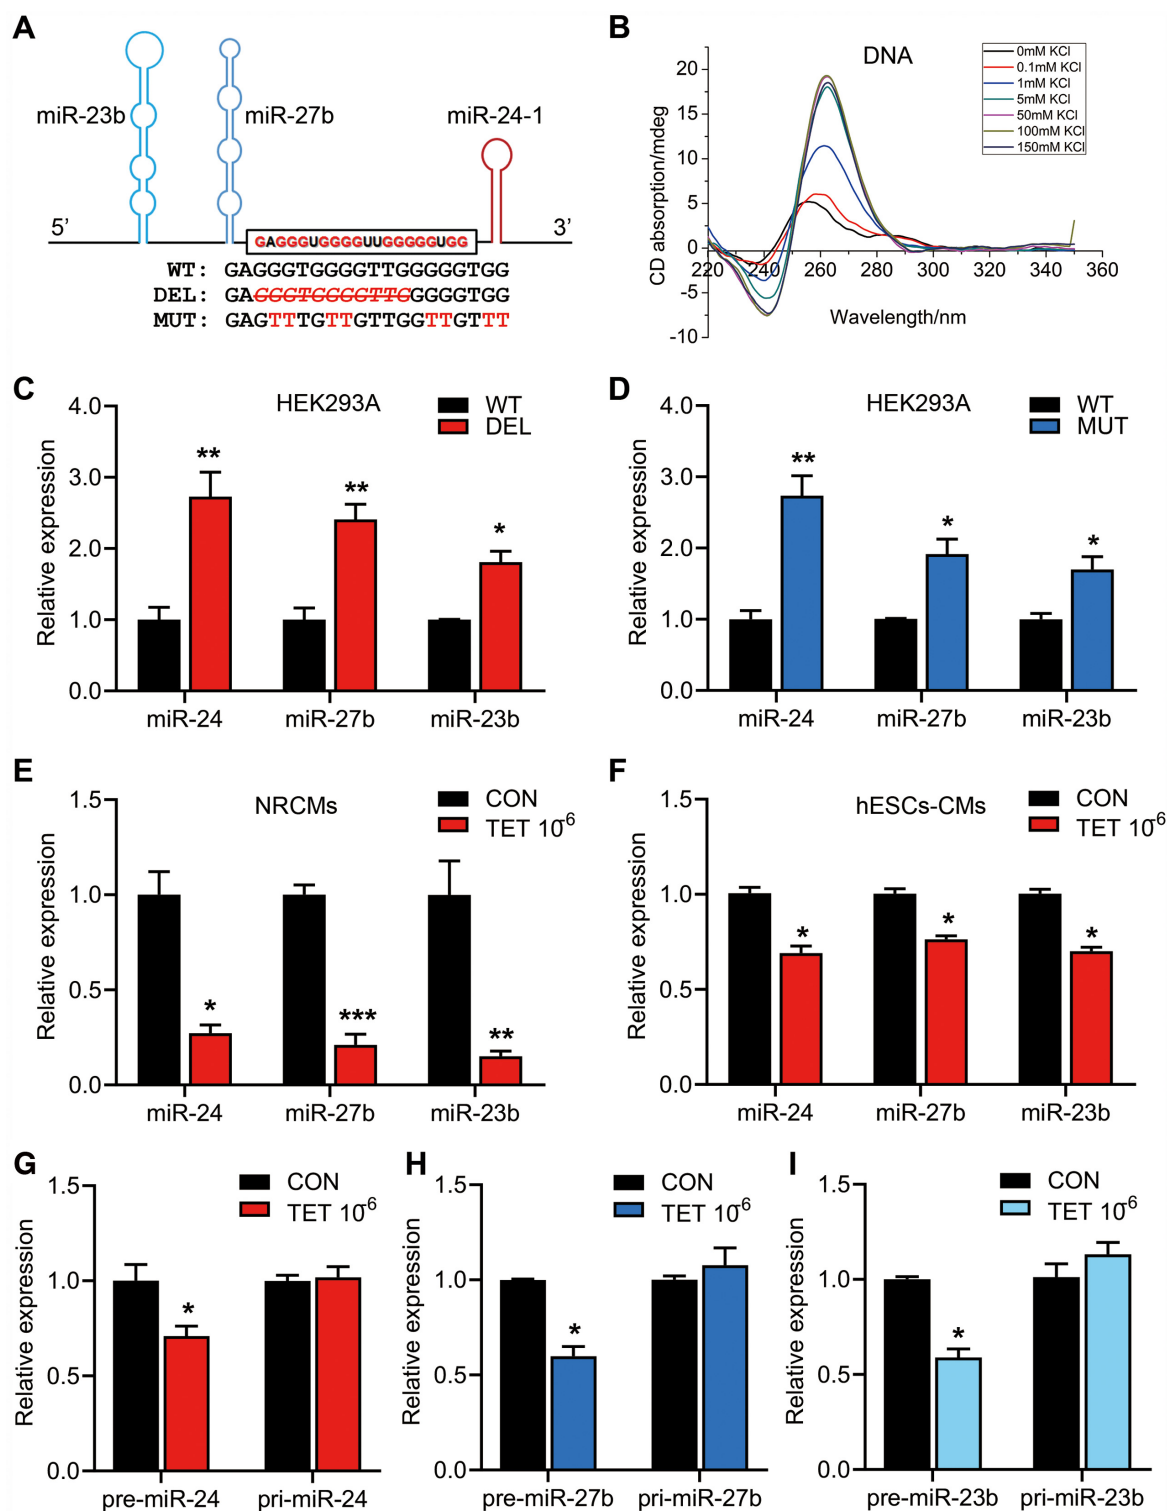 A
miR-23b
miR-27b
miR-24-1
5’
3’
GAGGGUGGGGUUGGGGGUGG
WT: GAGGGTGGGGTTGGGGGTGG
DEL: GAGGGTGGGGTTGGGGGTGG
MUT: GAGTTTGTTGTTGGTTGTTT
B
DNA
0mM KCl
0.1mM KCl
1mM KCl
5mM KCl
50mM KCl
100mM KCl
150mM KCl
CD absorption/mdeg
20
15
10
5
0
-5
-10
220 240 260 280 300 320 340 360
Wavelength/nm
C
HEK293A
WT
DEL
Relative expression
4.0
3.0
2.0
1.0
0.0
** ** *
miR-24 miR-27b miR-23b
D
HEK293A
WT
MUT
Relative expression
4.0
3.0
2.0
1.0
0.0
** * *
miR-24 miR-27b miR-23b
E
NRCMs
CON
TET 10-6
Relative expression
1.5
1.0
0.5
0.0
* *** **
miR-24 miR-27b miR-23b
F
hESCs-CMs
CON
TET 10-6
Relative expression
1.5
1.0
0.5
0.0
* * *
miR-24 miR-27b miR-23b
G
CON
TET 10-6
Relative expression
1.5
1.0
0.5
0.0
*
pre-miR-24 pri-miR-24
H
CON
TET 10-6
Relative expression
1.5
1.0
0.5
0.0
*
pre-miR-27b pri-miR-27b
I
CON
TET 10-6
Relative expression
1.5
1.0
0.5
0.0
*
pre-miR-23b pri-miR-23b